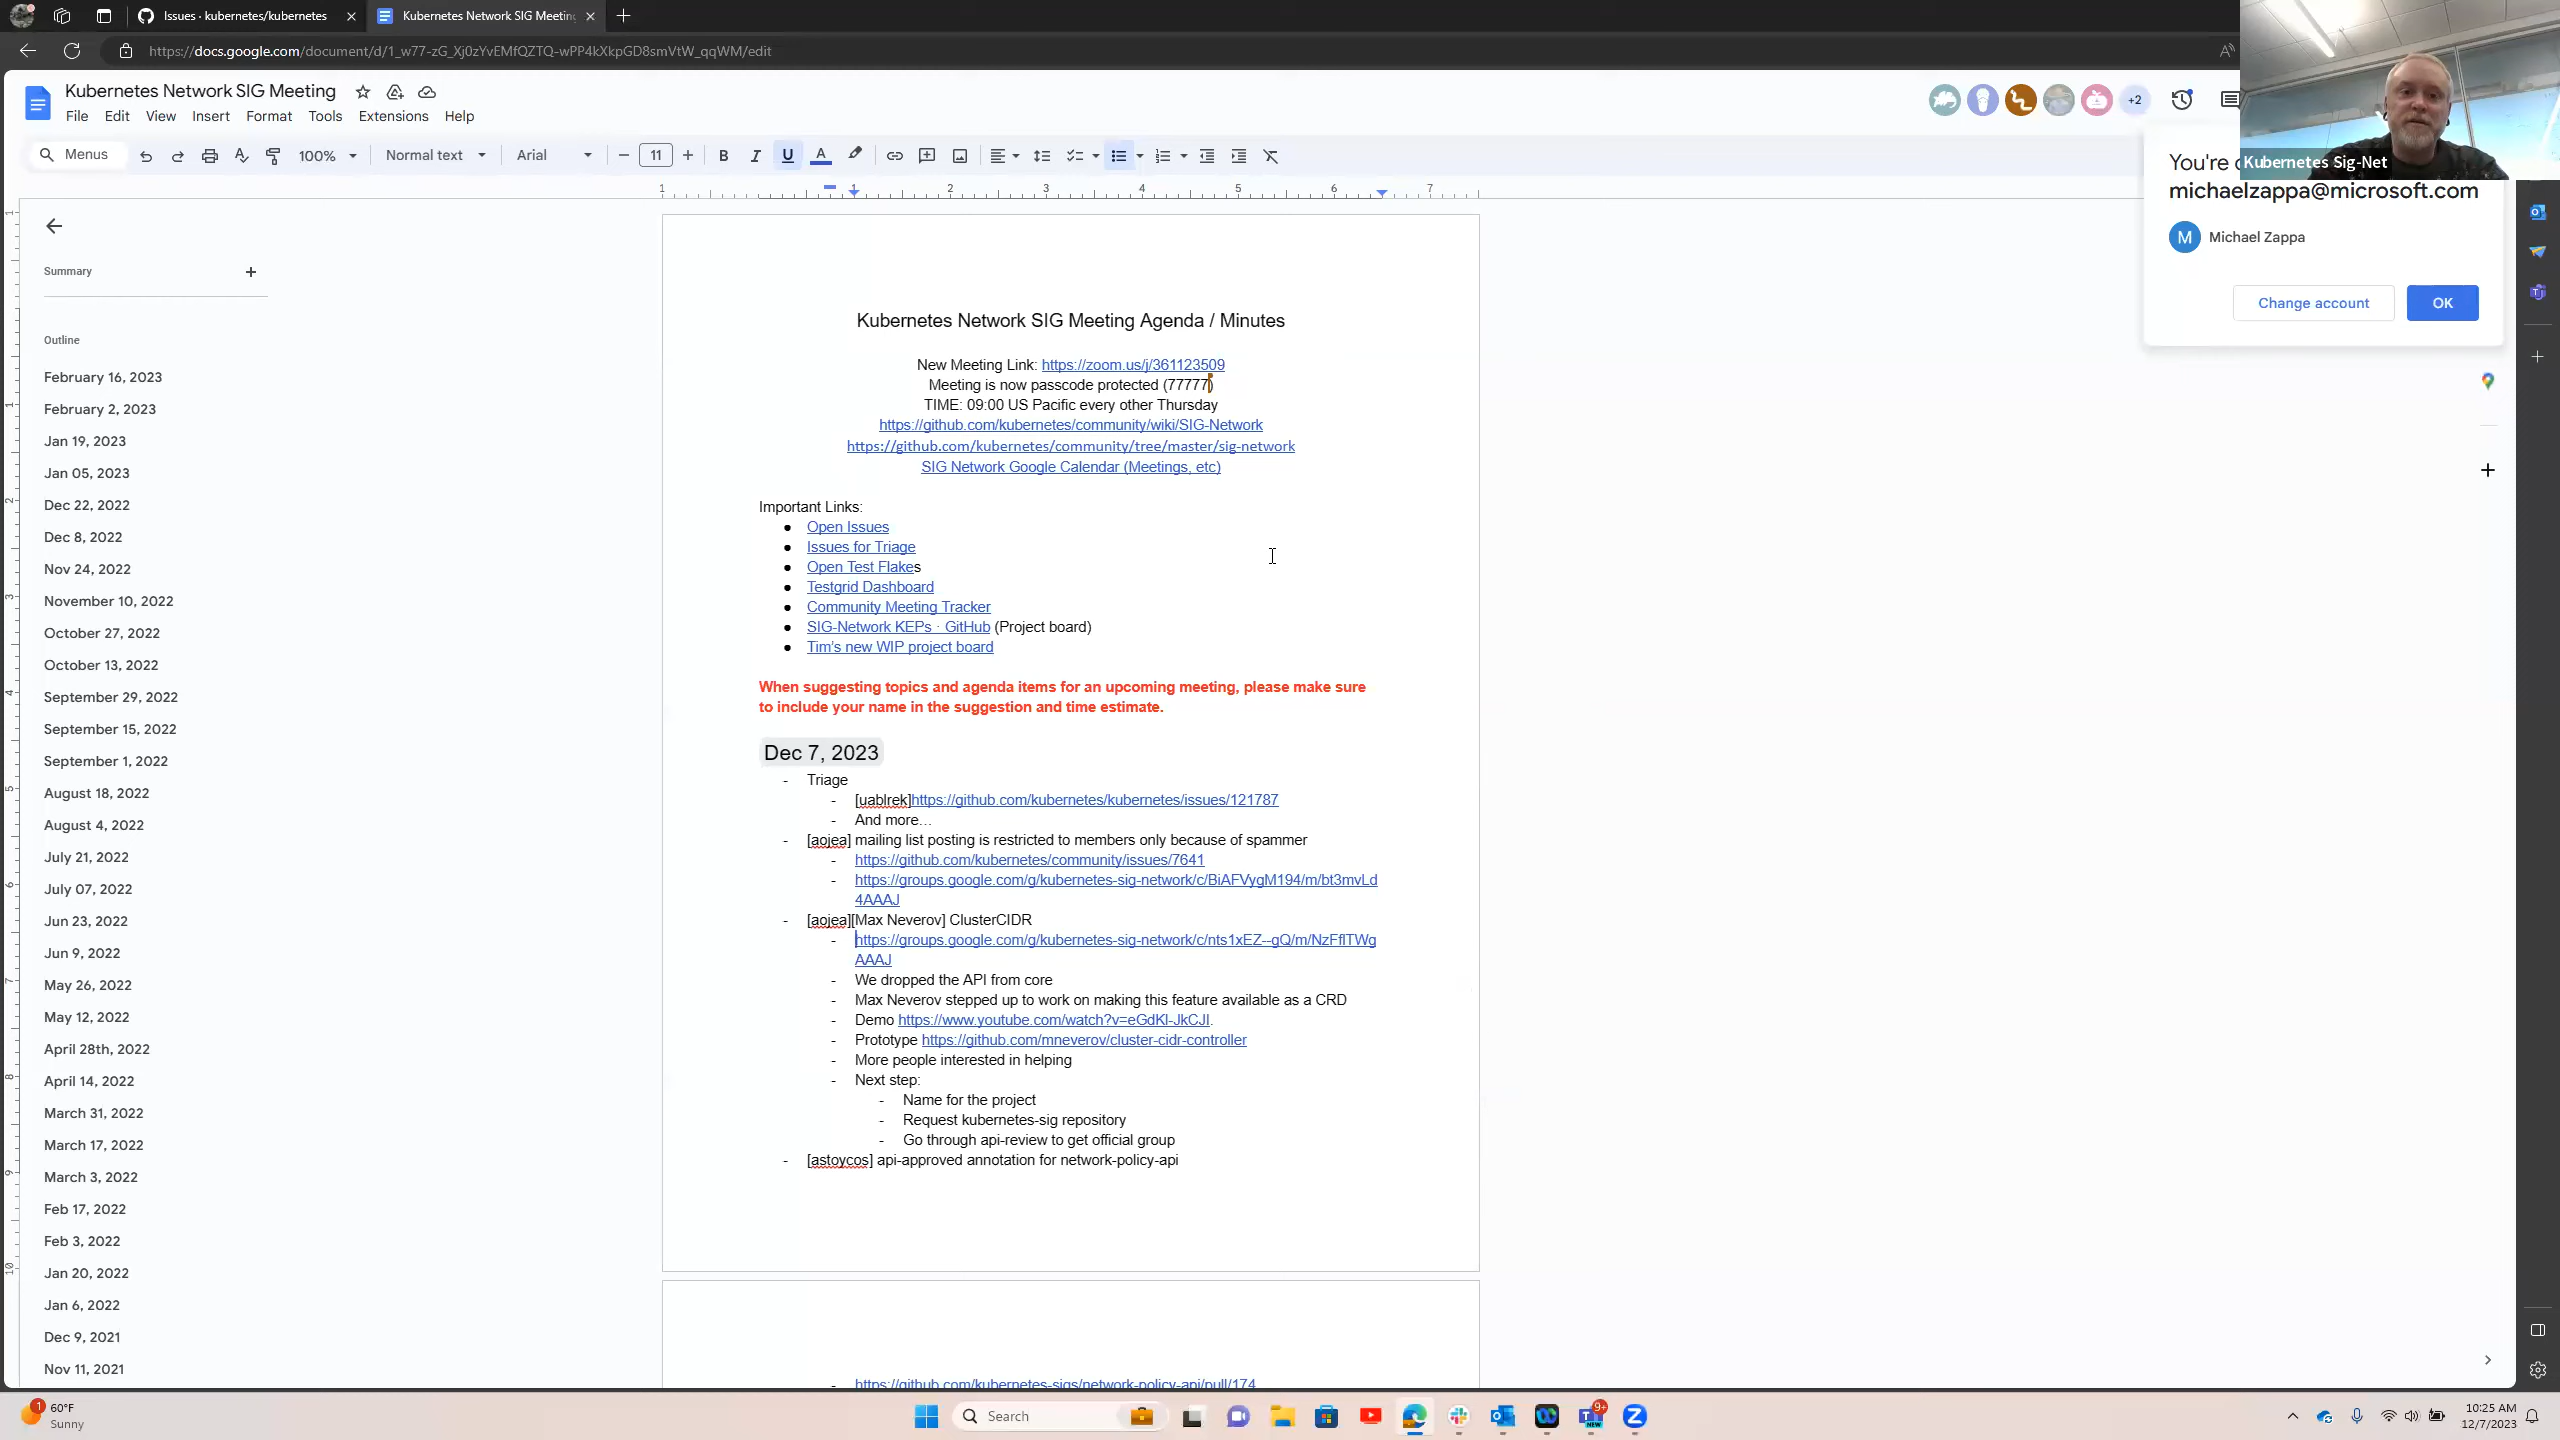 Issues · kubernetes/kubernetes
Kubernetes Network SIG Meeting
https://docs.google.com/document/d/1_w77-zG_Xj0zYvEMfQZTQ-wPP4kXkpGD8smVtW_qqWM/edit
Kubernetes Network SIG Meeting
File Edit View Insert Format Tools Extensions Help
+2
Menus
100%
Normal text
Arial
11
1 1 2 3 4 5 6 7
Kubernetes Sig-Net
You're
michaelzappa@microsoft.com
M Michael Zappa
Change account OK
Summary
Outline
February 16, 2023
February 2, 2023
Jan 19, 2023
Jan 05, 2023
Dec 22, 2022
Dec 8, 2022
Nov 24, 2022
November 10, 2022
October 27, 2022
October 13, 2022
September 29, 2022
September 15, 2022
September 1, 2022
August 18, 2022
August 4, 2022
July 21, 2022
July 07, 2022
Jun 23, 2022
Jun 9, 2022
May 26, 2022
May 12, 2022
April 28th, 2022
April 14, 2022
March 31, 2022
March 17, 2022
March 3, 2022
Feb 17, 2022
Feb 3, 2022
Jan 20, 2022
Jan 6, 2022
Dec 9, 2021
Nov 11, 2021
Kubernetes Network SIG Meeting Agenda / Minutes
New Meeting Link: https://zoom.us/j/361123509
Meeting is now passcode protected (77777)
TIME: 09:00 US Pacific every other Thursday
https://github.com/kubernetes/community/wiki/SIG-Network
https://github.com/kubernetes/community/tree/master/sig-network
SIG Network Google Calendar (Meetings, etc)
Important Links:
● Open Issues
● Issues for Triage
● Open Test Flakes
● Testgrid Dashboard
● Community Meeting Tracker
● SIG-Network KEPs · GitHub (Project board)
● Tim's new WIP project board
When suggesting topics and agenda items for an upcoming meeting, please make sure
to include your name in the suggestion and time estimate.
Dec 7, 2023
- Triage
- [uablrek]https://github.com/kubernetes/kubernetes/issues/121787
- And more…
- [aojea] mailing list posting is restricted to members only because of spammer
- https://github.com/kubernetes/community/issues/7641
- https://groups.google.com/g/kubernetes-sig-network/c/BiAFVygM194/m/bt3mvLd
4AAAJ
- [aojea][Max Neverov] ClusterCIDR
- https://groups.google.com/g/kubernetes-sig-network/c/nts1xEZ--gQ/m/NzFflTWg
AAAJ
- We dropped the API from core
- Max Neverov stepped up to work on making this feature available as a CRD
- Demo https://www.youtube.com/watch?v=eGdKl-JkCJI.
- Prototype https://github.com/mneverov/cluster-cidr-controller
- More people interested in helping
- Next step:
- Name for the project
- Request kubernetes-sig repository
- Go through api-review to get official group
- [astoycos] api-approved annotation for network-policy-api
- https://github.com/kubernetes-sigs/network-policy-api/pull/174
1
60°F
Sunny
Search
NEW
9+
10:25 AM
12/7/2023